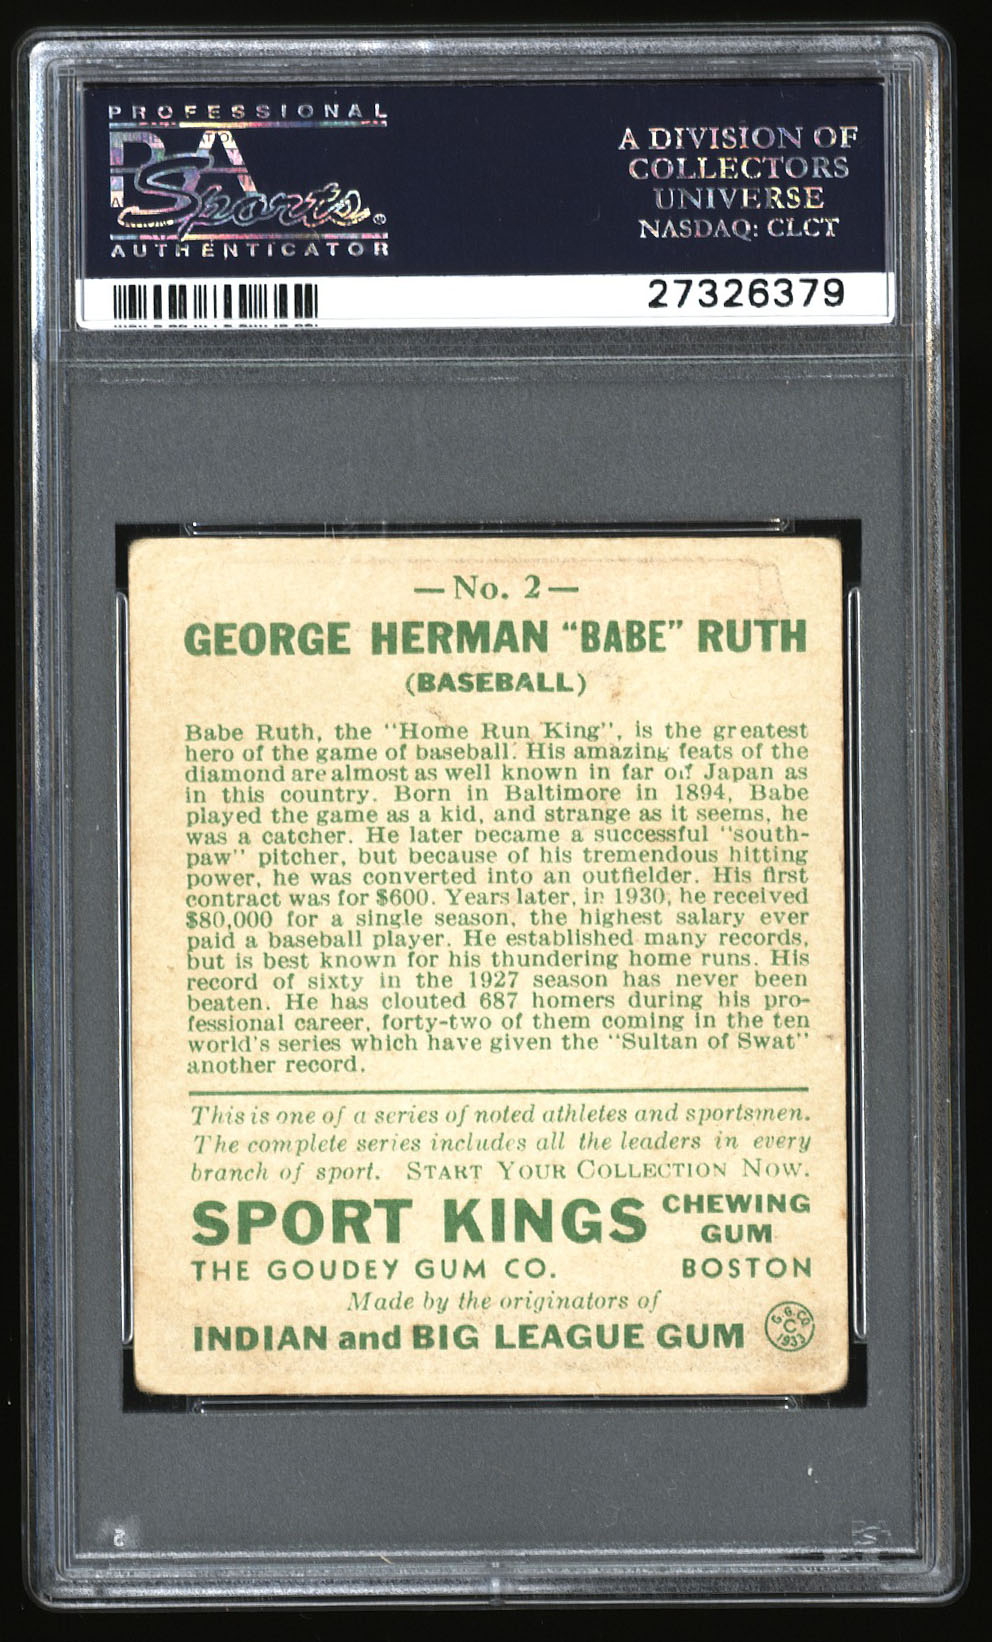 PROFESSIONAL
PSA
Sports®
AUTHENTICATOR
A DIVISION OF
COLLECTORS
UNIVERSE
NASDAQ: CLCT
27326379
— No. 2 —
GEORGE HERMAN "BABE" RUTH
(BASEBALL)
Babe Ruth, the "Home Run King", is the greatest
hero of the game of baseball. His amazing feats of the
diamond are almost as well known in far off Japan as
in this country. Born in Baltimore in 1894, Babe
played the game as a kid, and strange as it seems, he
was a catcher. He later became a successful "south-
paw" pitcher, but because of his tremendous hitting
power, he was converted into an outfielder. His first
contract was for $600. Years later, in 1930, he received
$80,000 for a single season, the highest salary ever
paid a baseball player. He established many records,
but is best known for his thundering home runs. His
record of sixty in the 1927 season has never been
beaten. He has clouted 687 homers during his pro-
fessional career, forty-two of them coming in the ten
world's series which have given the "Sultan of Swat"
another record.
This is one of a series of noted athletes and sportsmen.
The complete series includes all the leaders in every
branch of sport. START YOUR COLLECTION NOW.
SPORT KINGS CHEWING GUM
THE GOUDEY GUM CO. BOSTON
Made by the originators of
INDIAN and BIG LEAGUE GUM
G.G.CO.
C
1933